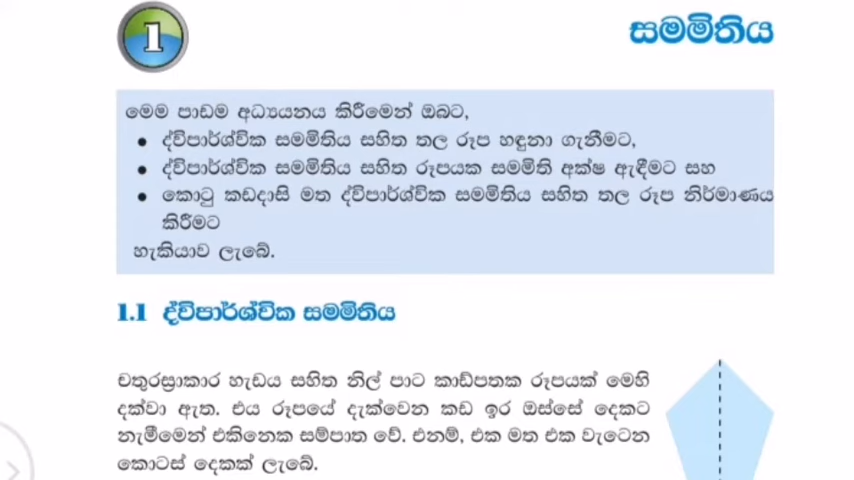 1
සමමිතිය
මෙම පාඩම අධ්‍යයනය කිරීමෙන් ඔබට,
● ද්විපාර්ශ්වික සමමිතිය සහිත තල රූප හඳුනා ගැනීමට,
● ද්විපාර්ශ්වික සමමිතිය සහිත රූපයක සමමිති අක්ෂ ඇඳීමට සහ
● කොටු කඩදාසි මත ද්විපාර්ශ්වික සමමිතිය සහිත තල රූප නිර්මාණය
කිරීමට
හැකියාව ලැබේ.
1.1 ද්විපාර්ශ්වික සමමිතිය
චතුරස්‍රාකාර හැඩය සහිත නිල් පාට කාඩ්පතක රූපයක් මෙහි
දක්වා ඇත. එය රූපයේ දැක්වෙන කඩ ඉර ඔස්සේ දෙකට
නැමීමෙන් එකිනෙක සම්පාත වේ. එනම්, එක මත එක වැටෙන
කොටස් දෙකක් ලැබේ.